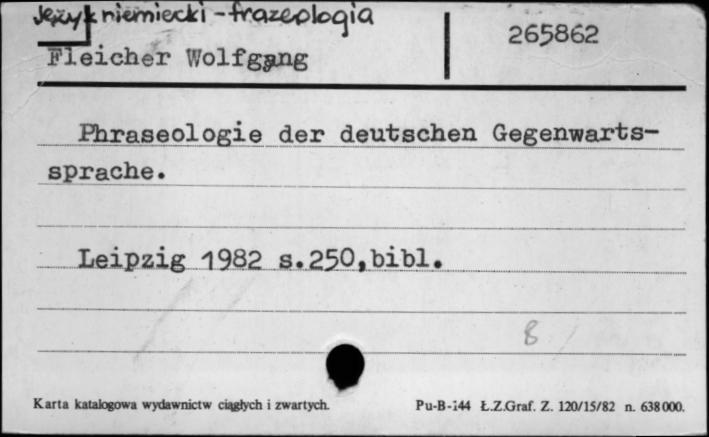 Język niemiecki - frazeologia
265862
Fleicher Wolfgang
Phraseologie der deutschen Gegenwarts-
sprache.
Leipzig 1982 s.250,bibl.
8
Karta katalogowa wydawnictw ciągłych i zwartych.
Pu-B-144 Ł.Z.Graf. Z. 120/15/82 n. 638000.